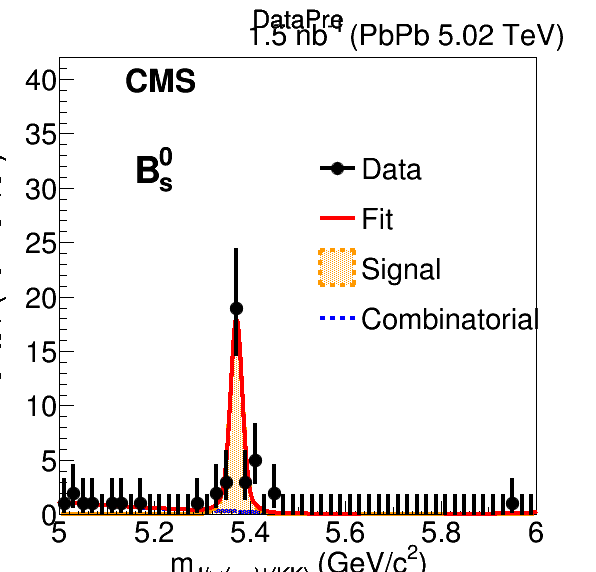 DataPre
1.5 nb⁻¹ (PbPb 5.02 TeV)
40
CMS
35
B⁰ₛ
Data
30
Fit
25
Signal
20
Combinatorial
15
10
5
0
5 5.2 5.4 5.6 5.8 6
(GeV/c²)